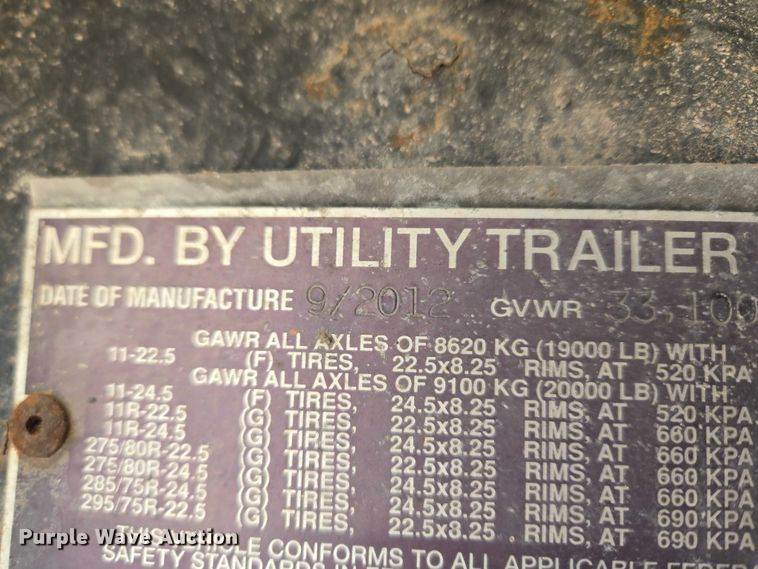 MFD. BY UTILITY TRAILER
DATE OF MANUFACTURE 9/2012 GVWR 33,100
GAWR ALL AXLES OF 8620 KG (19000 LB) WITH
11-22.5 (F) TIRES, 22.5x8.25 RIMS, AT 520 KPA
GAWR ALL AXLES OF 9100 KG (20000 LB) WITH
11-24.5 (F) TIRES, 24.5x8.25 RIMS, AT 520 KPA
11R-22.5 (G) TIRES, 22.5x8.25 RIMS, AT 660 KPA
11R-24.5 (G) TIRES, 24.5x8.25 RIMS, AT 660 KPA
275/80R-22.5 (G) TIRES, 22.5x8.25 RIMS, AT 660 KPA
275/80R-24.5 (G) TIRES, 24.5x8.25 RIMS, AT 660 KPA
285/75R-24.5 (G) TIRES, 24.5x8.25 RIMS, AT 690 KPA
295/75R-22.5 (G) TIRES, 22.5x8.25 RIMS, AT 690 KPA
THIS VEHICLE CONFORMS TO ALL APPLICABLE FEDERA
SAFETY STANDARDS IN
Purple Wave Auction